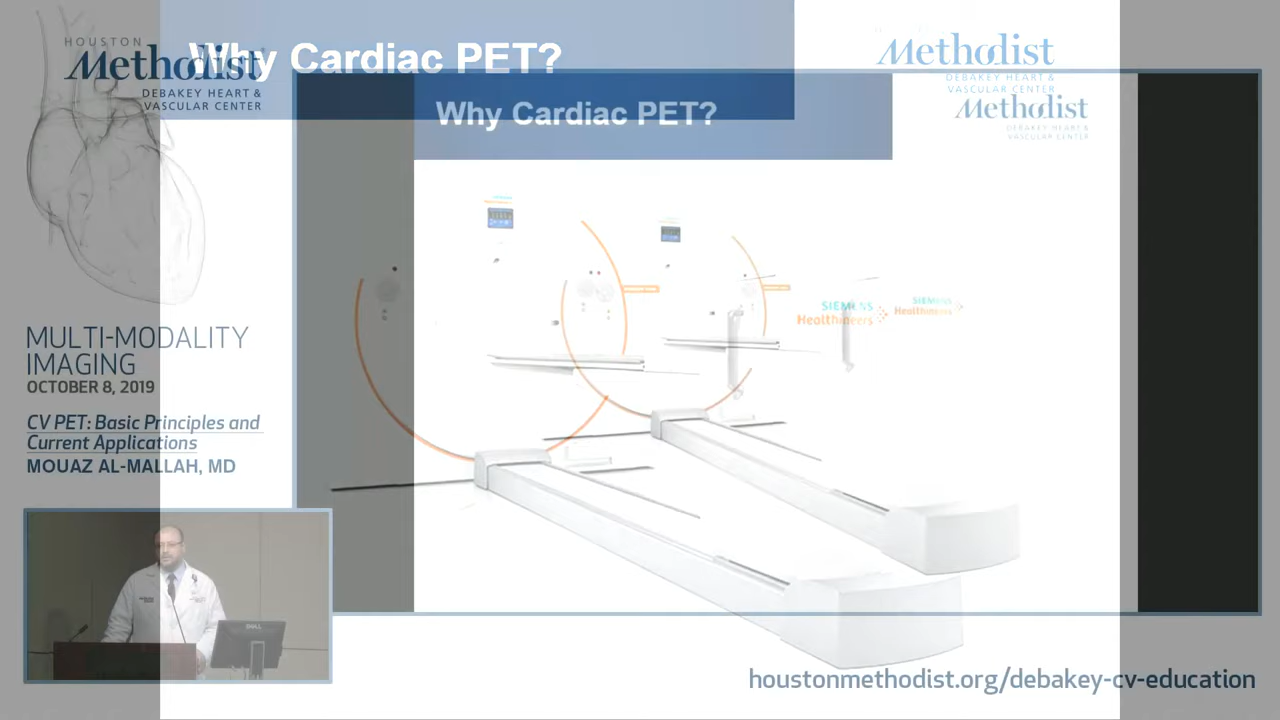 HOUSTON
Methodist
DEBAKEY HEART &
VASCULAR CENTER
Why Cardiac PET?
Methodist
DEBAKEY HEART &
VASCULAR CENTER
Why Cardiac PET?
Methodist
DEBAKEY HEART &
VASCULAR CENTER
SIEMENS
Healthineers
SIEMENS
Healthineers
MULTI-MODALITY
IMAGING
OCTOBER 8, 2019
CV PET: Basic Principles and
Current Applications
MOUAZ AL-MALLAH, MD
DELL
houstonmethodist.org/debakey-cv-education